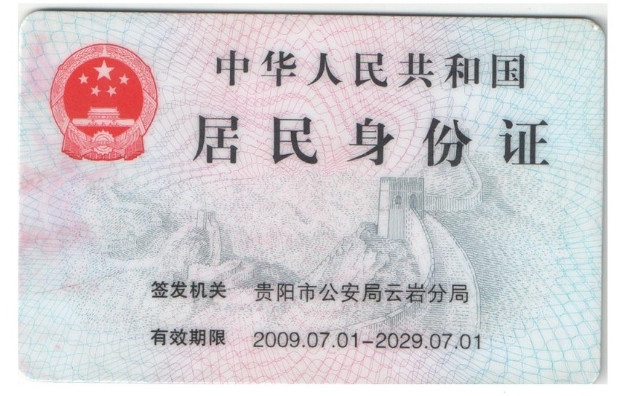 中华人民共和国
居民身份证
签发机关 贵阳市公安局云岩分局
有效期限 2009.07.01-2029.07.01